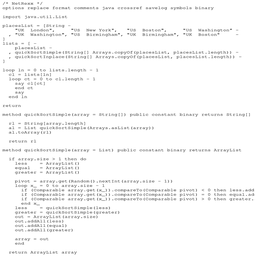 /* NetRexx */
options replace format comments java crossref savelog symbols binary
import java.util.List
placesList = [String -
"UK London", "US New York", "US Boston", "US Washington" -
"UK Washington", "US Birmingham", "UK Birmingham", "UK Boston" -
]
lists = [ -
placesList -
, quickSortSimple(String[] Arrays.copyOf(placesList, placesList.length)) -
, quickSortInplace(String[] Arrays.copyOf(placesList, placesList.length)) -
]
loop ln = 0 to lists.length - 1
cl = lists[ln]
loop ct = 0 to cl.length - 1
say cl[ct]
end ct
say
end ln
return
method quickSortSimple(array = String[]) public constant binary returns String[]
rl = String[array.length]
al = List quickSortSimple(Arrays.asList(array))
al.toArray(rl)
return rl
method quickSortSimple(array = List) public constant binary returns ArrayList
if array.size > 1 then do
less = ArrayList()
equal = ArrayList()
greater = ArrayList()
pivot = array.get(Random().nextInt(array.size - 1))
loop x_ = 0 to array.size - 1
if (Comparable array.get(x_)).compareTo(Comparable pivot) < 0 then less.add
if (Comparable array.get(x_)).compareTo(Comparable pivot) = 0 then equal.ad
if (Comparable array.get(x_)).compareTo(Comparable pivot) > 0 then greater.
end x_
less = quickSortSimple(less)
greater = quickSortSimple(greater)
out = ArrayList(array.size)
out.addAll(less)
out.addAll(equal)
out.addAll(greater)
array = out
end
return ArrayList array